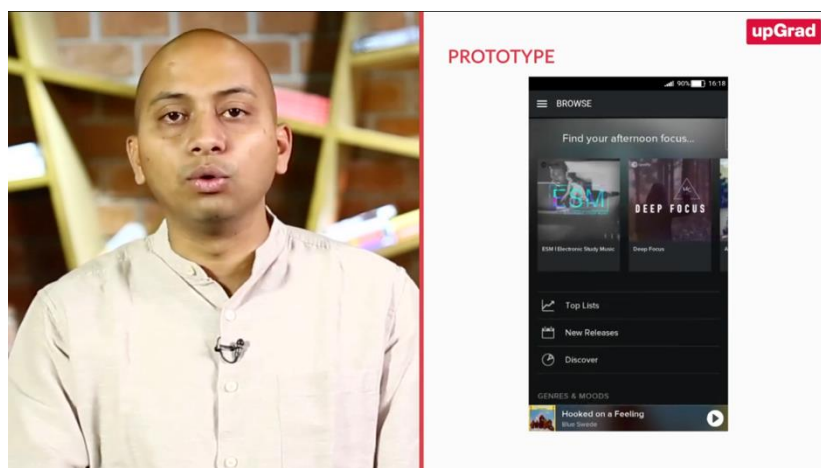 upGrad
PROTOTYPE
90% 16:18
BROWSE
Find your afternoon focus...
ESM
DEEP FOCUS
ESM | Electronic Study Music
Deep Focus
Top Lists
New Releases
Discover
GENRES & MOODS
Hooked on a Feeling
Blue Swede